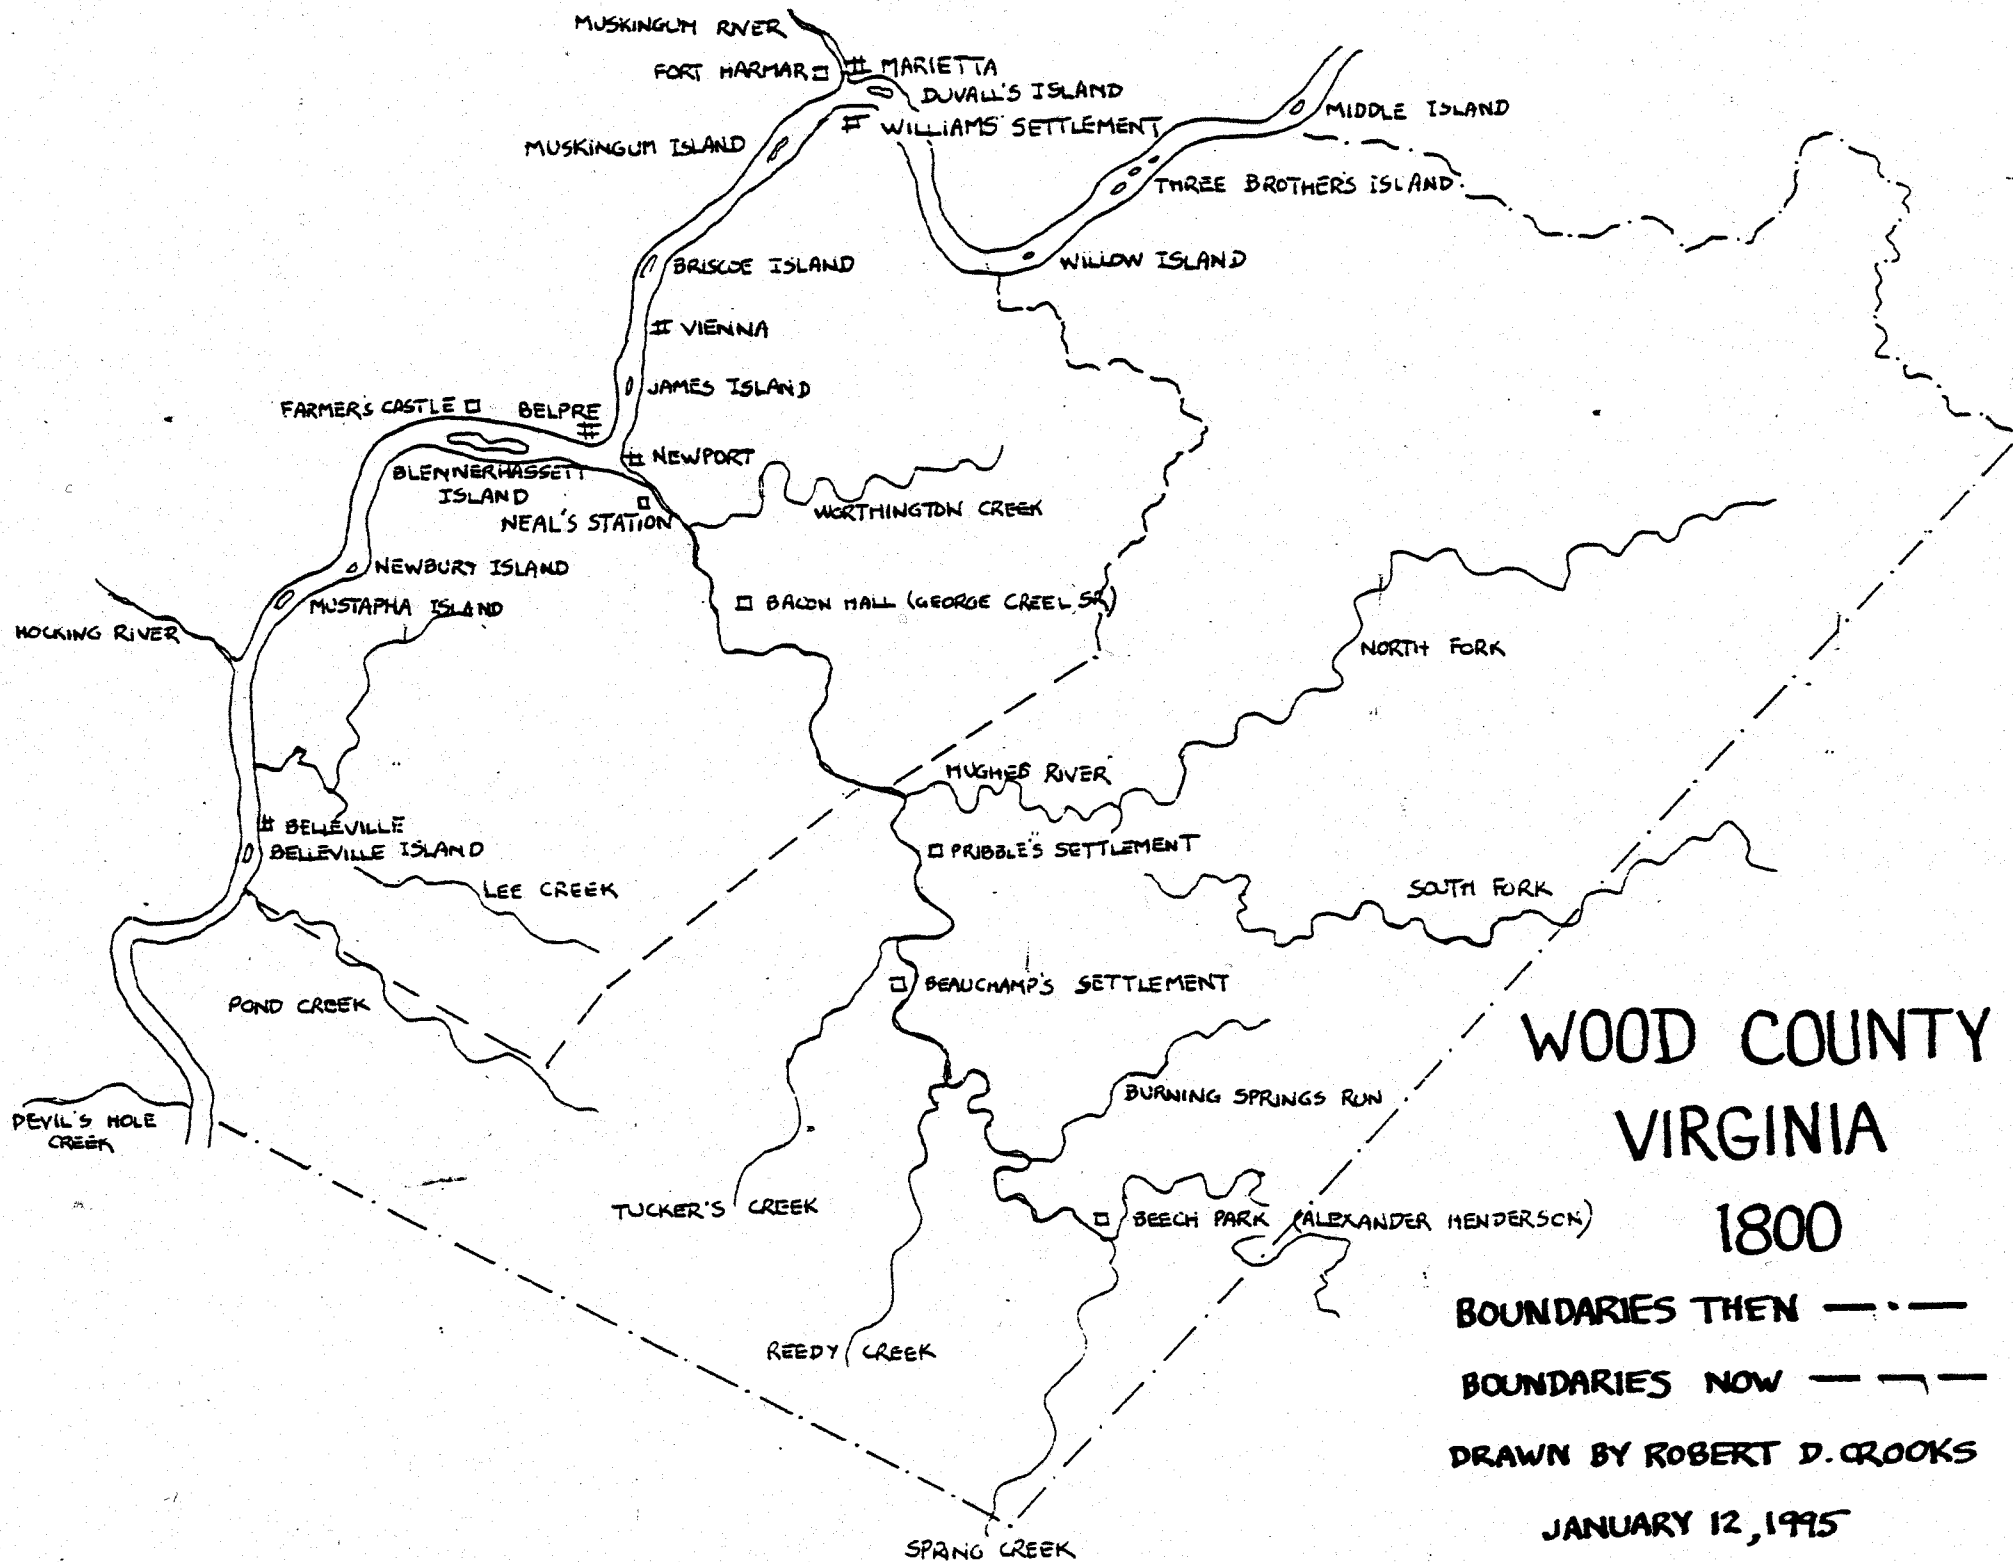 MUSKINGUM RIVER
FORT HARMAR
MARIETTA
DUVALL'S ISLAND
WILLIAMS' SETTLEMENT
MIDDLE ISLAND
MUSKINGUM ISLAND
THREE BROTHER'S ISLAND
BRISCOE ISLAND
WILLOW ISLAND
VIENNA
JAMES ISLAND
FARMER'S CASTLE
BELPRE
NEWPORT
BLENNERHASSETT
ISLAND
NEAL'S STATION
WORTHINGTON CREEK
NEWBURY ISLAND
MUSTAPHA ISLAND
BACON HALL (GEORGE CREEL SR)
HOCKING RIVER
NORTH FORK
HUGHES RIVER
BELLEVILLE
BELLEVILLE ISLAND
PRIBBLE'S SETTLEMENT
LEE CREEK
SOUTH FORK
POND CREEK
BEAUCHAMP'S SETTLEMENT
DEVIL'S HOLE
CREEK
BURNING SPRINGS RUN
TUCKER'S CREEK
BEECH PARK (ALEXANDER HENDERSON)
REEDY CREEK
SPRING CREEK
WOOD COUNTY
VIRGINIA
1800
BOUNDARIES THEN
BOUNDARIES NOW
DRAWN BY ROBERT D. CROOKS
JANUARY 12, 1995